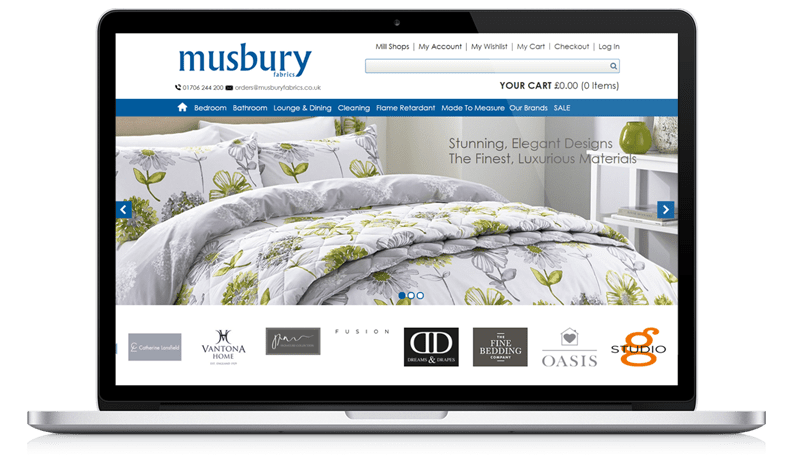 musbury
fabrics
Mill Shops | My Account | My Wishlist | My Cart | Checkout | Log In
01706 244 200 orders@musburyfabrics.co.uk
YOUR CART £0.00 (0 Items)
Bedroom Bathroom Lounge & Dining Cleaning Flame Retardant Made To Measure Our Brands SALE
Stunning, Elegant Designs
The Finest, Luxurious Materials
Catherine Lansfield
VANTONA
HOME
FUSION
DREAMS & DRAPES
THE
FINE
BEDDING
COMPANY
OASIS
studio
g